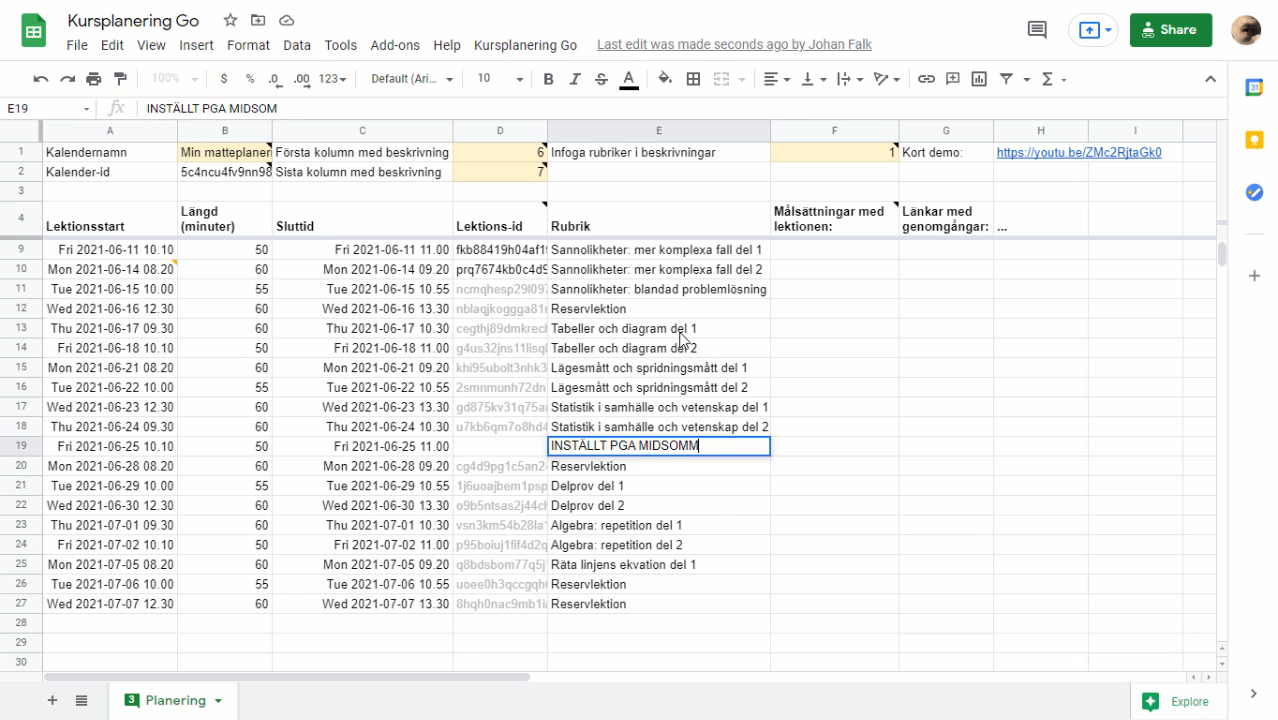 Kursplanering Go
File Edit View Insert Format Data Tools Add-ons Help Kursplanering Go Last edit was made seconds ago by Johan Falk
Share
100% $ % .0 .00 123 Default (Ari... 10 B I S A
E19 fx INSTÄLLT PGA MIDSOM
A B C D E F G H I
1 Kalendernamn Min matteplaner Första kolumn med beskrivning 6 Infoga rubriker i beskrivningar 1 Kort demo: https://youtu.be/ZMc2RjtaGk0
2 Kalender-id 5c4ncu4fv9nn98 Sista kolumn med beskrivning 7
3
4 Lektionsstart Längd (minuter) Sluttid Lektions-id Rubrik Målsättningar med lektionen: Länkar med genomgångar: ...
9 Fri 2021-06-11 10.10 50 Fri 2021-06-11 11.00 fkb88419h04af1 Sannolikheter: mer komplexa fall del 1
10 Mon 2021-06-14 08.20 60 Mon 2021-06-14 09.20 prq7674kb0c4d9 Sannolikheter: mer komplexa fall del 2
11 Tue 2021-06-15 10.00 55 Tue 2021-06-15 10.55 ncmqhesp29l097 Sannolikheter: blandad problemlösning
12 Wed 2021-06-16 12.30 60 Wed 2021-06-16 13.30 Reservlektion
13 Thu 2021-06-17 09.30 60 Thu 2021-06-17 10.30 Tabeller och diagram del 1
14 Fri 2021-06-18 10.10 50 Fri 2021-06-18 11.00 Tabeller och diagram del 2
15 Mon 2021-06-21 08.20 60 Mon 2021-06-21 09.20 Lägesmått och spridningsmått del 1
16 Tue 2021-06-22 10.00 55 Tue 2021-06-22 10.55 Lägesmått och spridningsmått del 2
17 Wed 2021-06-23 12.30 60 Wed 2021-06-23 13.30 Statistik i samhälle och vetenskap del 1
18 Thu 2021-06-24 09.30 60 Thu 2021-06-24 10.30 Statistik i samhälle och vetenskap del 2
19 Fri 2021-06-25 10.10 50 Fri 2021-06-25 11.00 INSTÄLLT PGA MIDSOMM
20 Mon 2021-06-28 08.20 60 Mon 2021-06-28 09.20 Reservlektion
21 Tue 2021-06-29 10.00 55 Tue 2021-06-29 10.55 Delprov del 1
22 Wed 2021-06-30 12.30 60 Wed 2021-06-30 13.30 Delprov del 2
23 Thu 2021-07-01 09.30 60 Thu 2021-07-01 10.30 Algebra: repetition del 1
24 Fri 2021-07-02 10.10 50 Fri 2021-07-02 11.00 Algebra: repetition del 2
25 Mon 2021-07-05 08.20 60 Mon 2021-07-05 09.20 Räta linjens ekvation del 1
26 Tue 2021-07-06 10.00 55 Tue 2021-07-06 10.55 Reservlektion
27 Wed 2021-07-07 12.30 60 Wed 2021-07-07 13.30 Reservlektion
28
29
30
3 Planering Explore